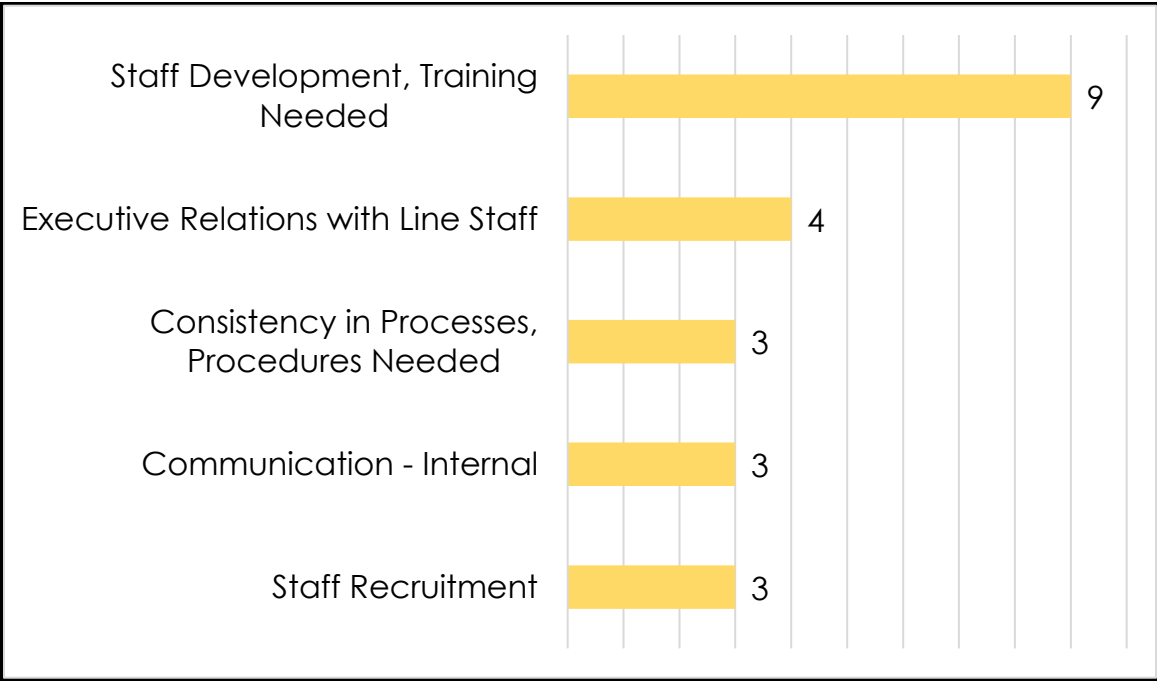 Staff Development, Training
Needed
9
Executive Relations with Line Staff
4
Consistency in Processes,
Procedures Needed
3
Communication - Internal
3
Staff Recruitment
3